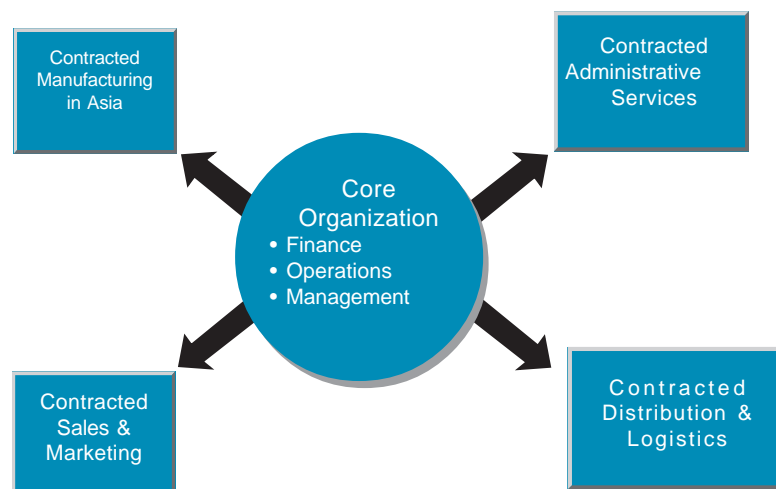 Contracted
Manufacturing
in Asia
Contracted
Administrative
Services
Core
Organization
• Finance
• Operations
• Management
Contracted
Sales &
Marketing
Contracted
Distribution &
Logistics